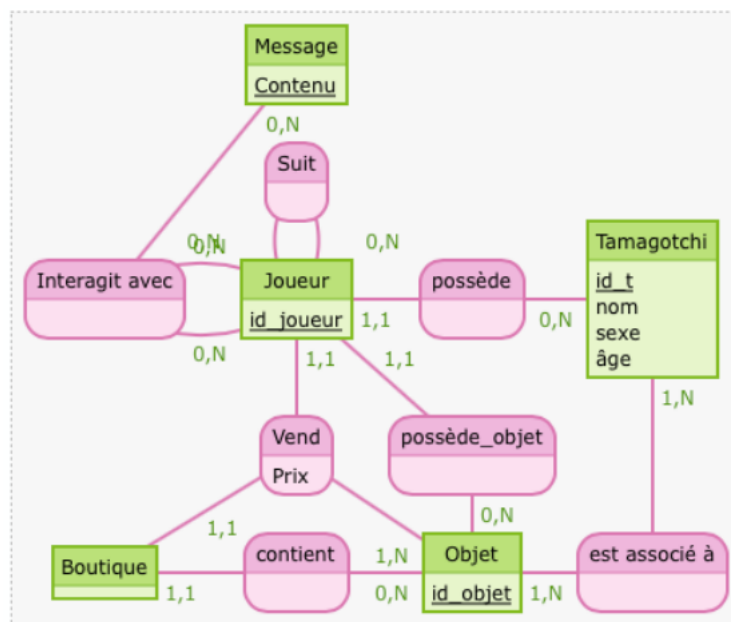 Message
Contenu
0,N
Suit
0,N
0,N
0,N
Tamagotchi
Interagit avec
Joueur
possède
id_t
id_joueur
1,1
0,N
nom
sexe
âge
0,N
1,1
1,1
1,N
Vend
possède_objet
Prix
0,N
1,1
Boutique
contient
1,N
Objet
est associé à
1,1
0,N
id_objet
1,N